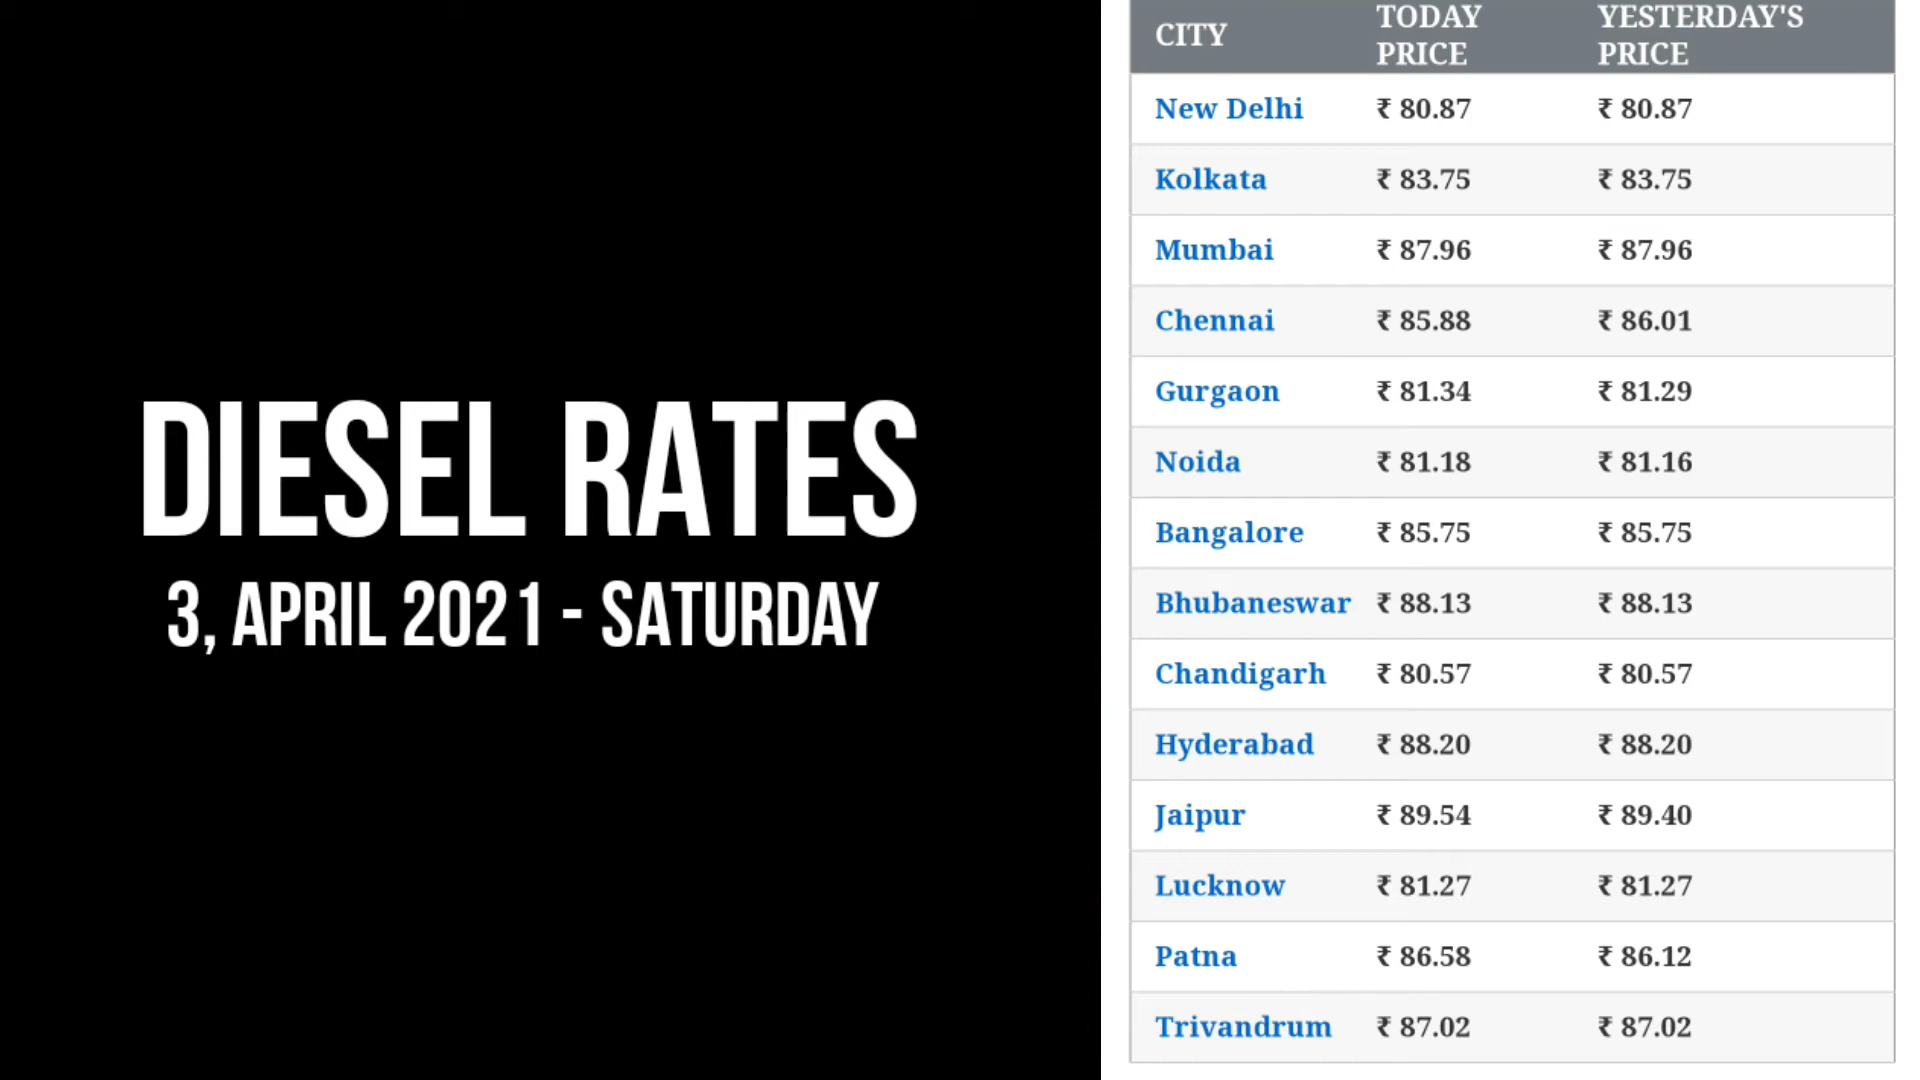 DIESEL RATES
3, APRIL 2021 - SATURDAY
CITY TODAY PRICE YESTERDAY'S PRICE
New Delhi ₹ 80.87 ₹ 80.87
Kolkata ₹ 83.75 ₹ 83.75
Mumbai ₹ 87.96 ₹ 87.96
Chennai ₹ 85.88 ₹ 86.01
Gurgaon ₹ 81.34 ₹ 81.29
Noida ₹ 81.18 ₹ 81.16
Bangalore ₹ 85.75 ₹ 85.75
Bhubaneswar ₹ 88.13 ₹ 88.13
Chandigarh ₹ 80.57 ₹ 80.57
Hyderabad ₹ 88.20 ₹ 88.20
Jaipur ₹ 89.54 ₹ 89.40
Lucknow ₹ 81.27 ₹ 81.27
Patna ₹ 86.58 ₹ 86.12
Trivandrum ₹ 87.02 ₹ 87.02